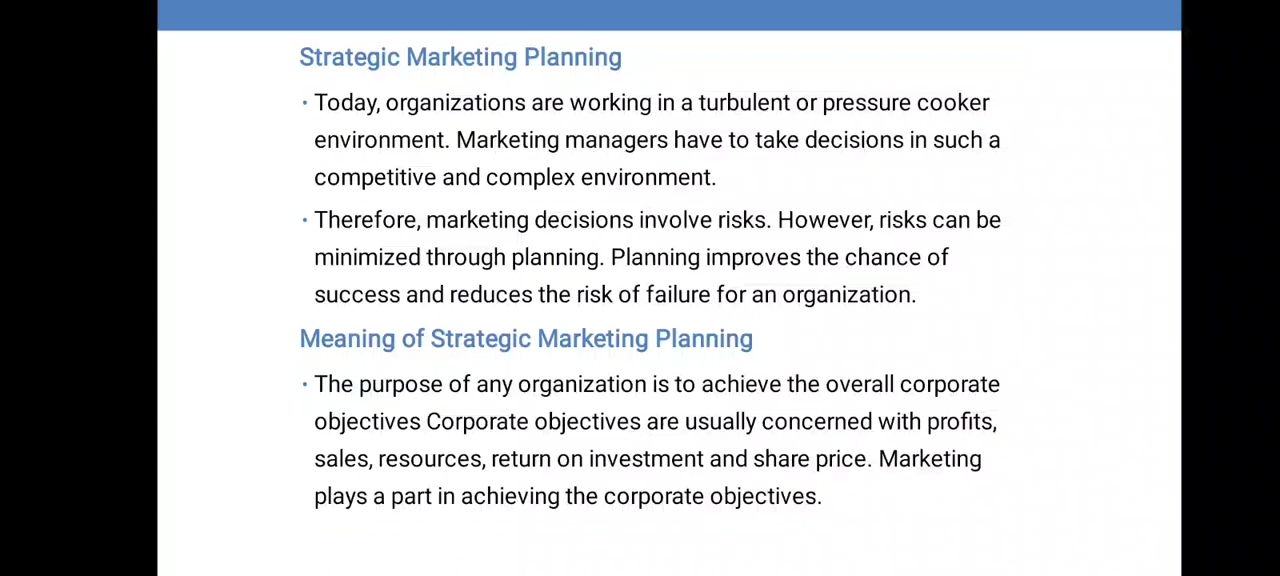 Strategic Marketing Planning
• Today, organizations are working in a turbulent or pressure cooker
environment. Marketing managers have to take decisions in such a
competitive and complex environment.
• Therefore, marketing decisions involve risks. However, risks can be
minimized through planning. Planning improves the chance of
success and reduces the risk of failure for an organization.
Meaning of Strategic Marketing Planning
• The purpose of any organization is to achieve the overall corporate
objectives Corporate objectives are usually concerned with profits,
sales, resources, return on investment and share price. Marketing
plays a part in achieving the corporate objectives.